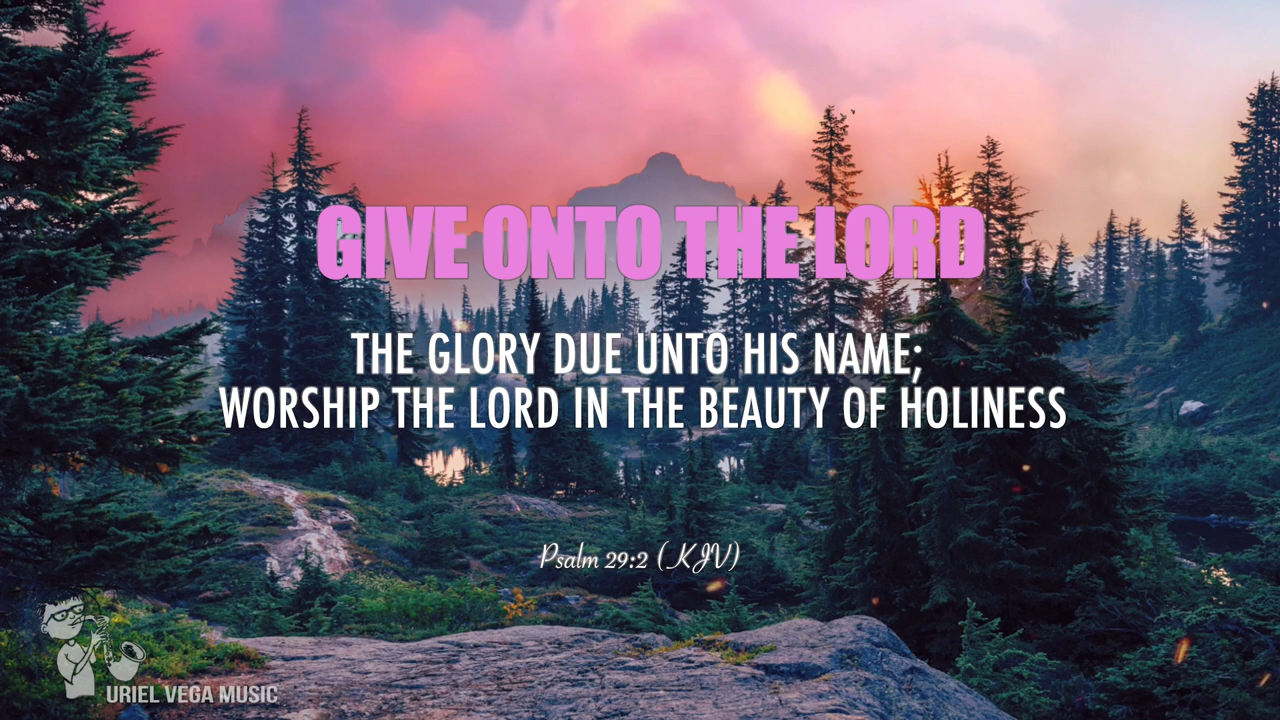 GIVE ONTO THE LORD
THE GLORY DUE UNTO HIS NAME;
WORSHIP THE LORD IN THE BEAUTY OF HOLINESS
Psalm 29:2 (KJV)
URIEL VEGA MUSIC